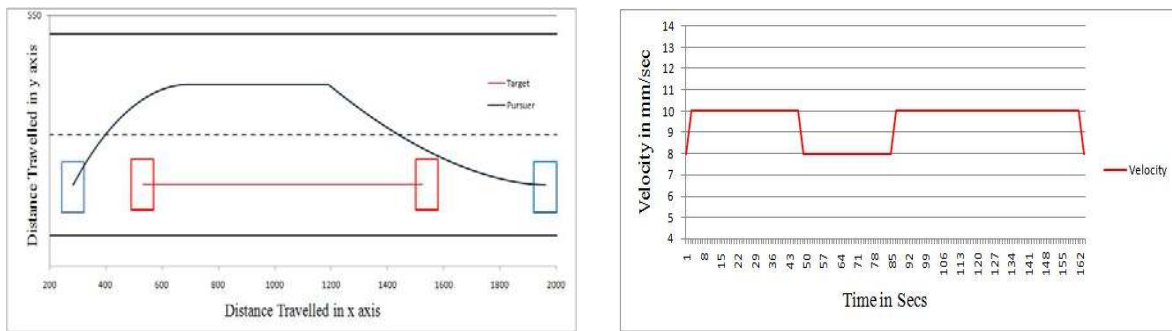 550
Distance Travelled in y axis
Target
Pursuer
200 400 600 800 1000 1200 1400 1600 1800 2000
Distance Travelled in x axis
Velocity in mm/sec
14
13
12
11
10
9
8
7
6
5
4
Velocity
1 8 15 22 29 36 43 50 57 64 71 78 85 92 99 106 113 120 127 134 141 148 155 162
Time in Secs